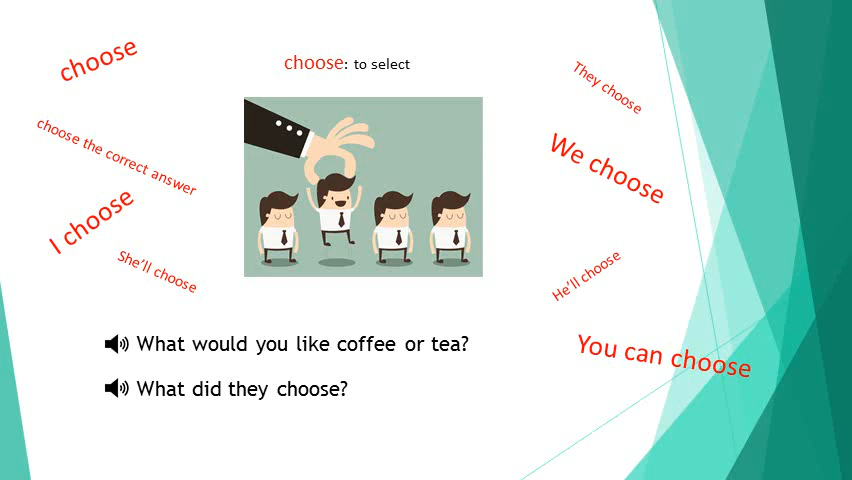 choose
choose: to select
They choose
choose the correct answer
We choose
I choose
She'll choose
He'll choose
What would you like coffee or tea?
You can choose
What did they choose?